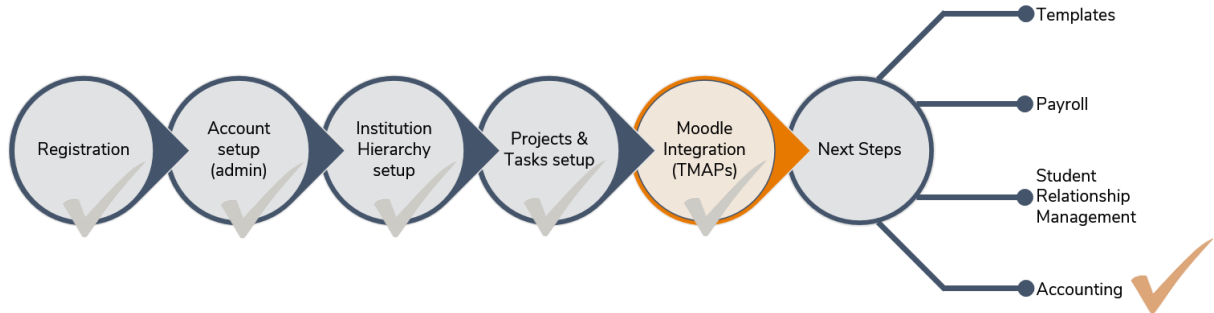 Registration
Account
setup
(admin)
Institution
Hierarchy
setup
Projects &
Tasks setup
Moodle
Integration
(TMAPs)
Next Steps
Templates
Payroll
Student
Relationship
Management
Accounting